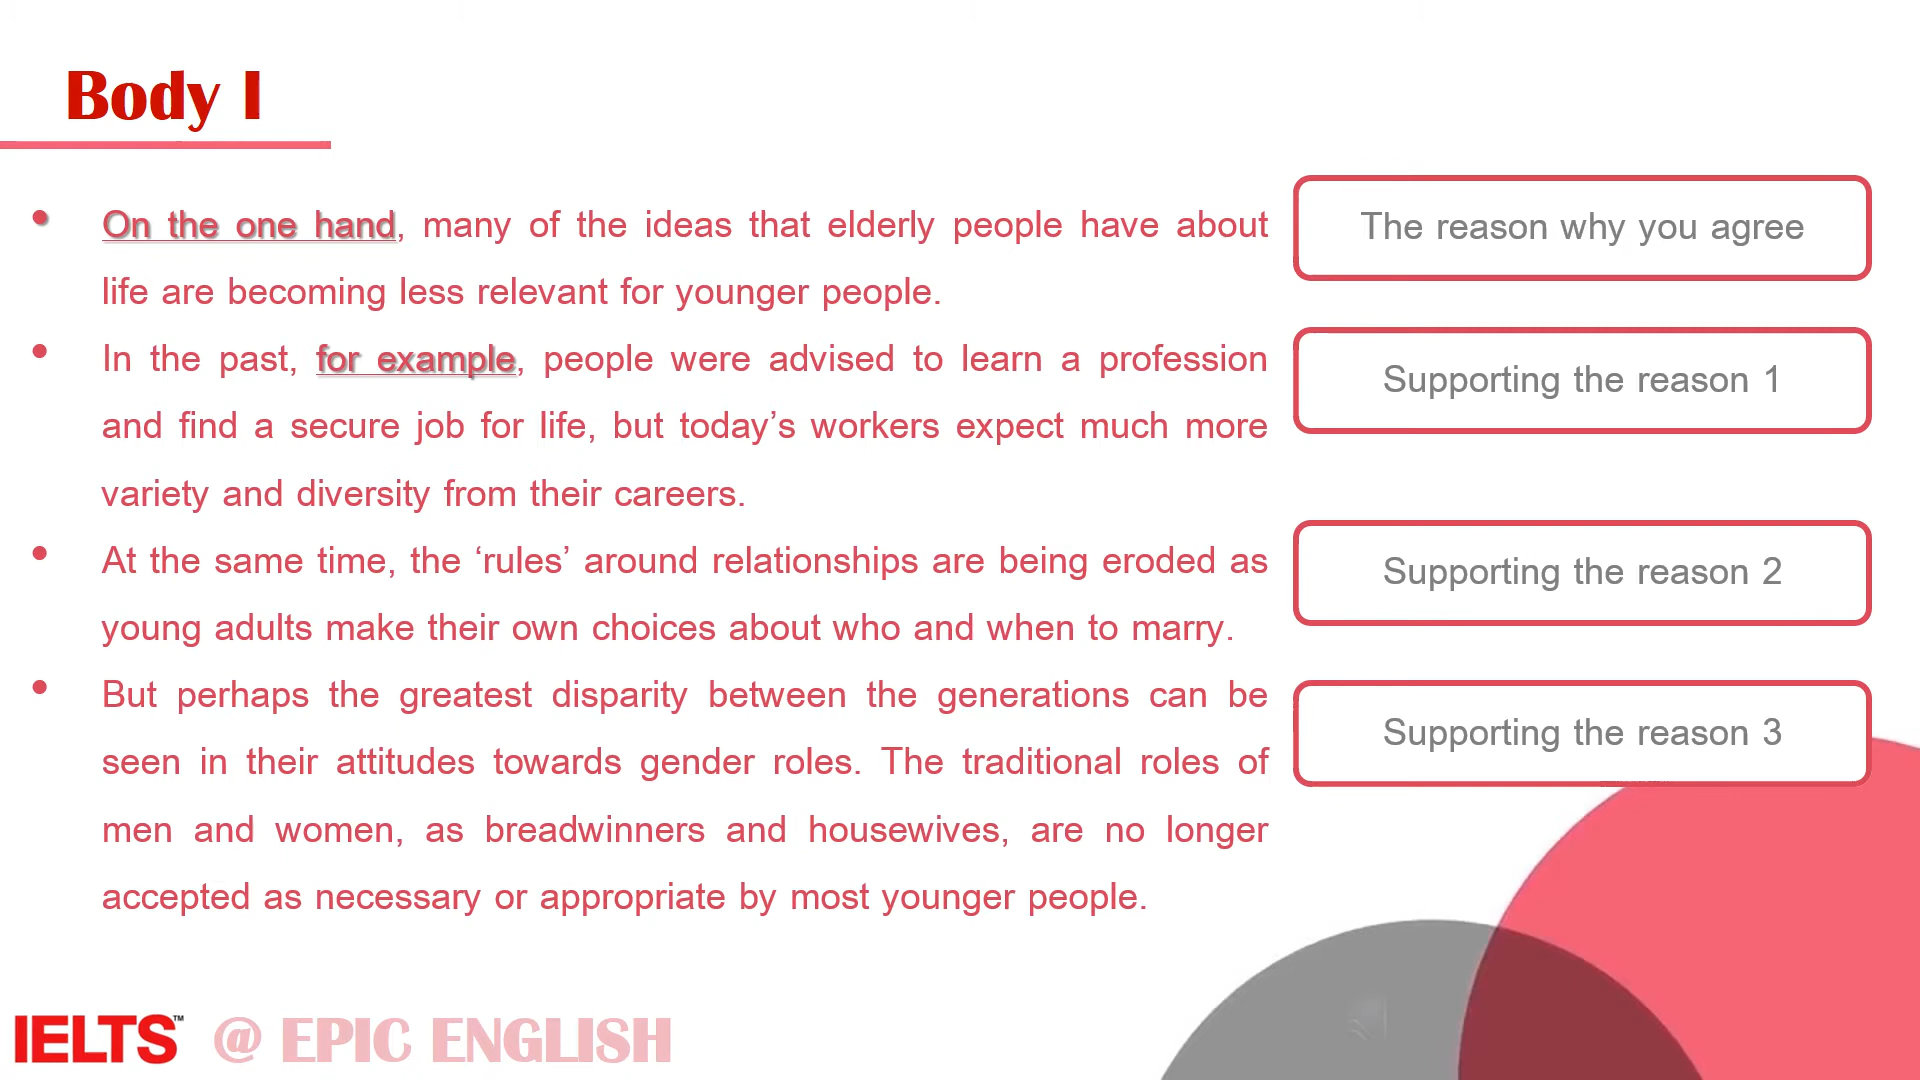 Body I
• On the one hand, many of the ideas that elderly people have about
life are becoming less relevant for younger people.
• In the past, for example, people were advised to learn a profession
and find a secure job for life, but today’s workers expect much more
variety and diversity from their careers.
• At the same time, the ‘rules’ around relationships are being eroded as
young adults make their own choices about who and when to marry.
• But perhaps the greatest disparity between the generations can be
seen in their attitudes towards gender roles. The traditional roles of
men and women, as breadwinners and housewives, are no longer
accepted as necessary or appropriate by most younger people.
The reason why you agree
Supporting the reason 1
Supporting the reason 2
Supporting the reason 3
IELTS™ @ EPIC ENGLISH